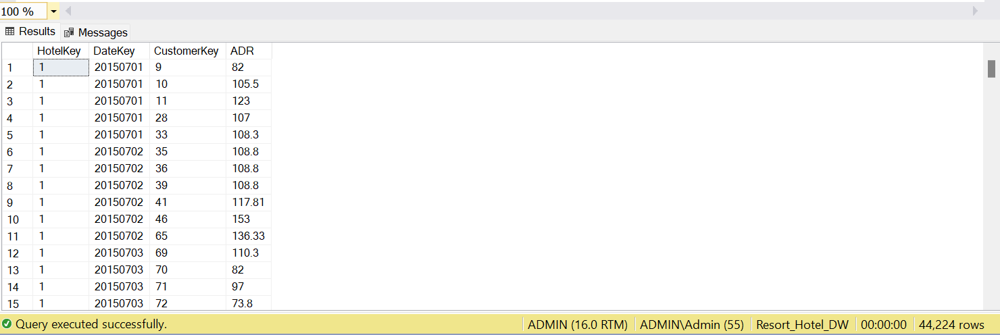 100 %
Results Messages
HotelKey DateKey CustomerKey ADR
1 1 20150701 9 82
2 1 20150701 10 105.5
3 1 20150701 11 123
4 1 20150701 28 107
5 1 20150701 33 108.3
6 1 20150702 35 108.8
7 1 20150702 36 108.8
8 1 20150702 39 108.8
9 1 20150702 41 117.81
10 1 20150702 46 153
11 1 20150702 65 136.33
12 1 20150703 69 110.3
13 1 20150703 70 82
14 1 20150703 71 97
15 1 20150703 72 73.8
Query executed successfully. ADMIN (16.0 RTM) ADMIN\Admin (55) Resort_Hotel_DW 00:00:00 44,224 rows